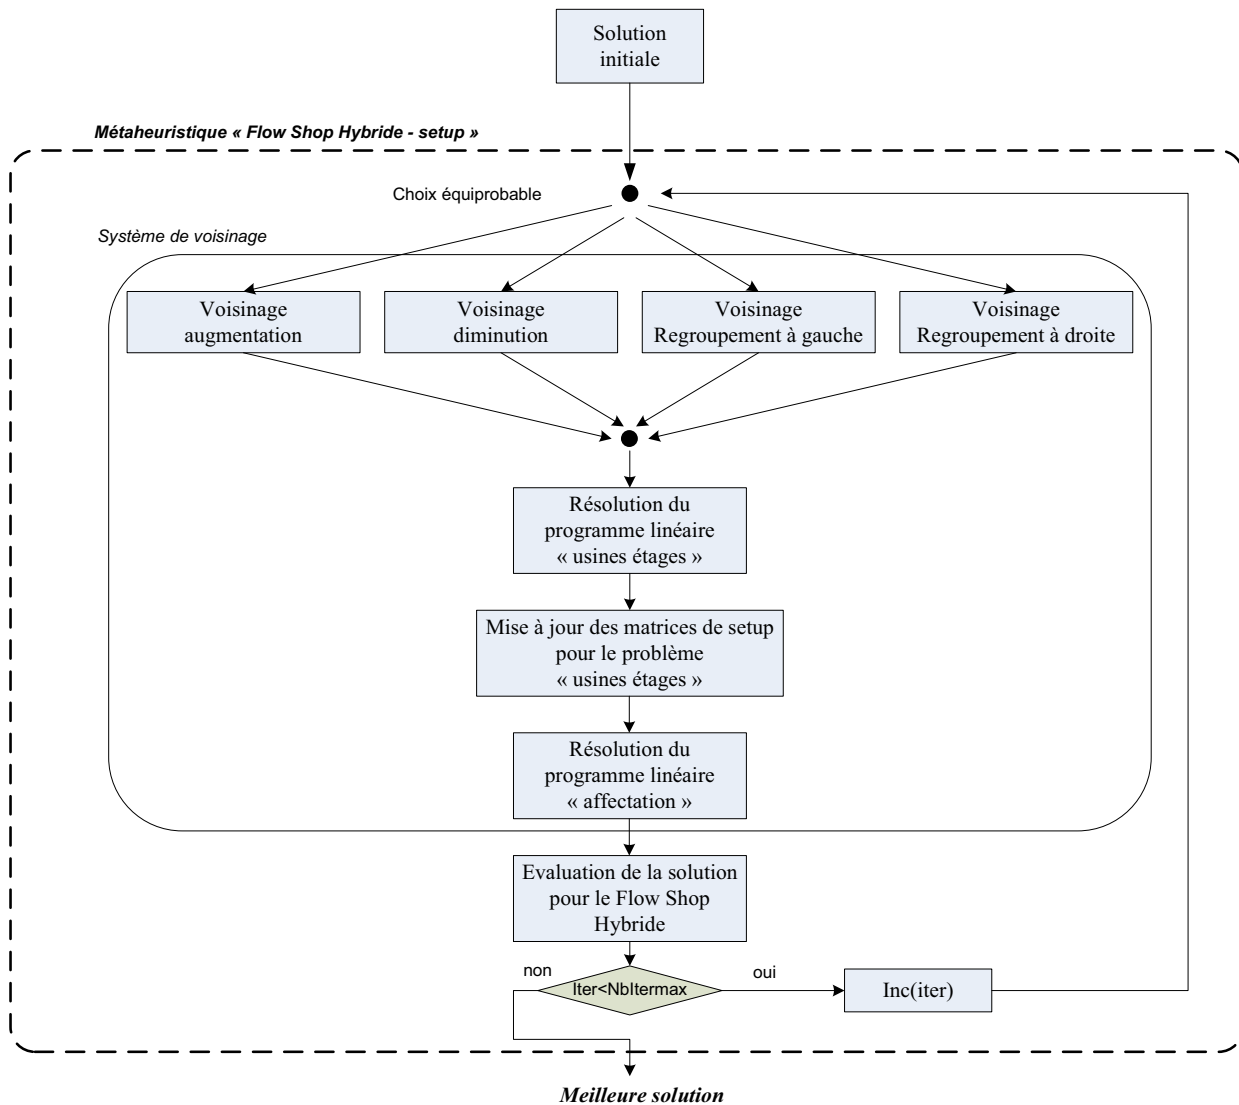 Solution
initiale
Métaheuristique « Flow Shop Hybride - setup »
Choix équiprobable
Système de voisinage
Voisinage
augmentation
Voisinage
diminution
Voisinage
Regroupement à gauche
Voisinage
Regroupement à droite
Résolution du
programme linéaire
« usines étages »
Mise à jour des matrices de setup
pour le problème
« usines étages »
Résolution du
programme linéaire
« affectation »
Evaluation de la solution
pour le Flow Shop
Hybride
non
Iter<NbItermax
oui
Inc(iter)
Meilleure solution